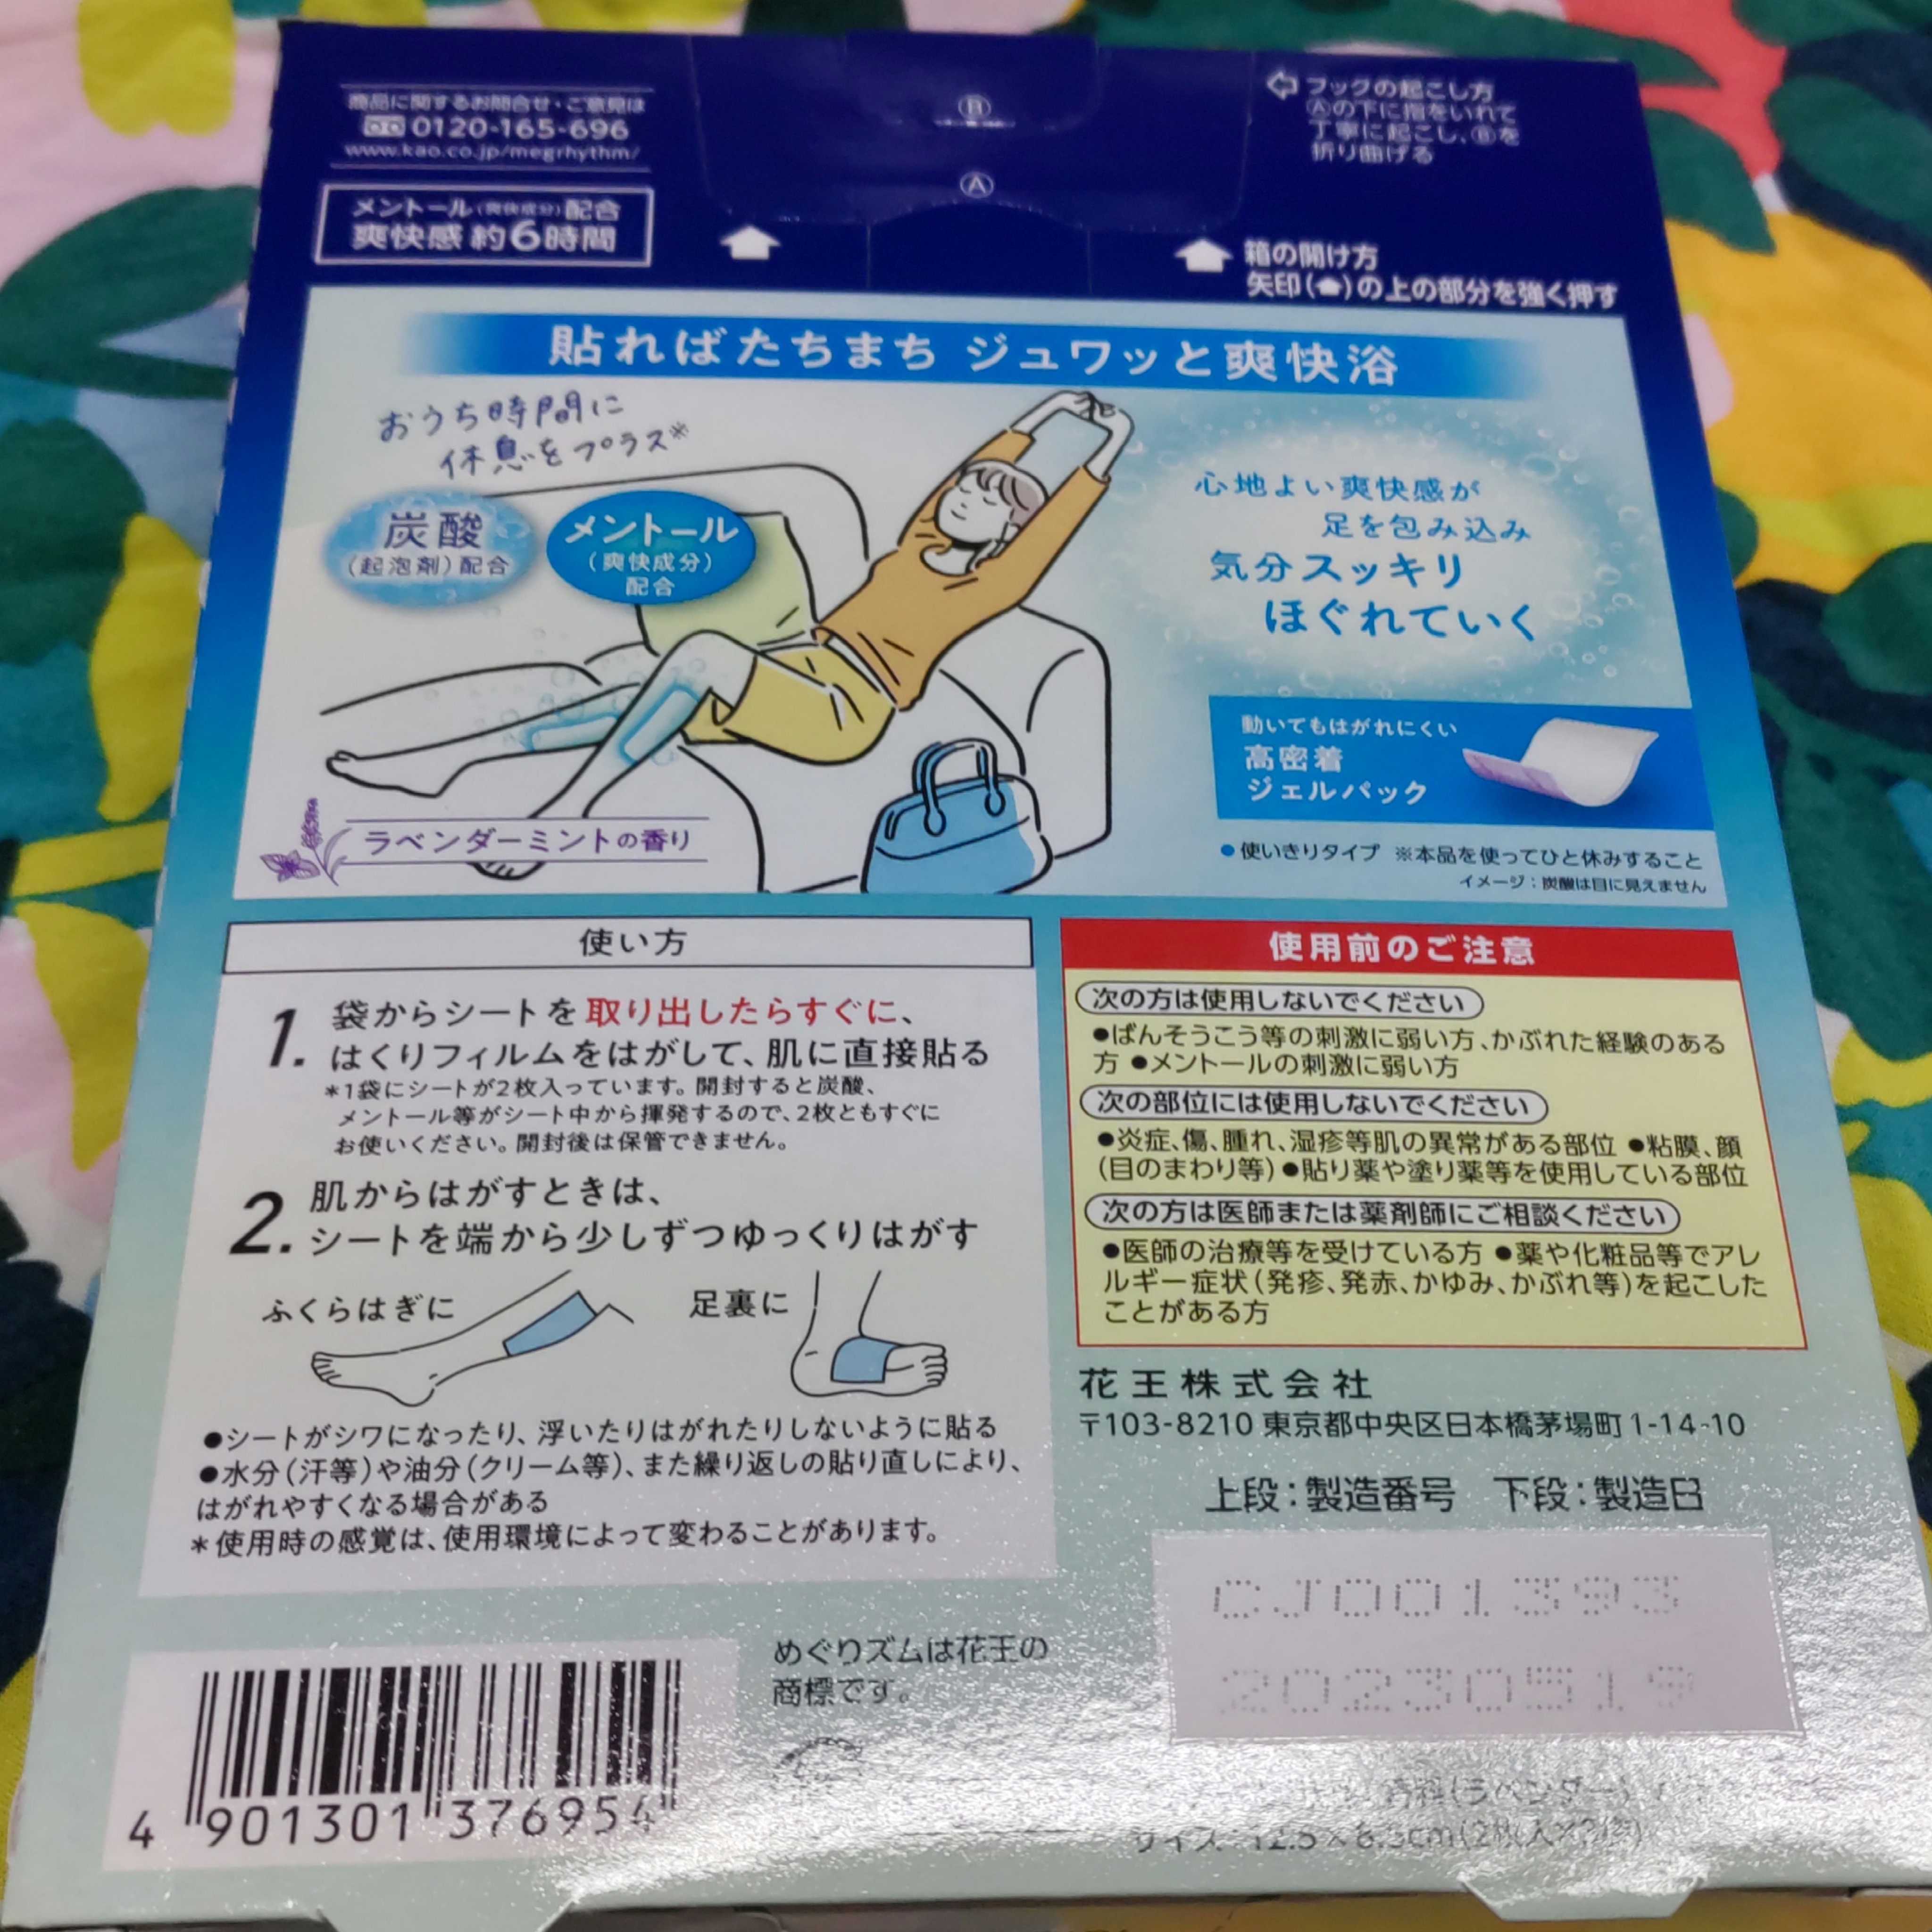 商品に関するお問合せ・ご意見は
0120-165-696
www.kao.co.jp/megrhythm/
メントール(爽快成分)配合
爽快感 約6時間
Ⓑ
Ⓐ
フックの起こし方
Ⓐの下に指をいれて
丁寧に起こし、Ⓑを
折り曲げる
箱の開け方
矢印( )の上の部分を強く押す
貼ればたちまち ジュワッと爽快浴
おうち時間に
休息をプラス※
炭酸
(起泡剤)配合
メントール
(爽快成分)
配合
心地よい爽快感が
足を包み込み
気分スッキリ
ほぐれていく
動いてもはがれにくい
高密着
ジェルパック
ラベンダーミントの香り
●使いきりタイプ ※本品を使ってひと休みすること
イメージ：炭酸は目に見えません
使い方
1. 袋からシートを取り出したらすぐに、
はくりフィルムをはがして、肌に直接貼る
*1袋にシートが2枚入っています。開封すると炭酸、
メントール等がシート中から揮発するので、2枚ともすぐに
お使いください。開封後は保管できません。
2. 肌からはがすときは、
シートを端から少しずつゆっくりはがす
ふくらはぎに
足裏に
●シートがシワになったり、浮いたりはがれたりしないように貼る
●水分(汗等)や油分(クリーム等)、また繰り返しの貼り直しにより、
はがれやすくなる場合がある
*使用時の感覚は、使用環境によって変わることがあります。
使用前のご注意
次の方は使用しないでください
●ばんそうこう等の刺激に弱い方、かぶれた経験のある
方 ●メントールの刺激に弱い方
次の部位には使用しないでください
●炎症、傷、腫れ、湿疹等肌の異常がある部位 ●粘膜、顔
(目のまわり等) ●貼り薬や塗り薬等を使用している部位
次の方は医師または薬剤師にご相談ください
●医師の治療等を受けている方 ●薬や化粧品等でアレ
ルギー症状(発疹、発赤、かゆみ、かぶれ等)を起こした
ことがある方
花王株式会社
〒103-8210 東京都中央区日本橋茅場町1-14-10
上段：製造番号 下段：製造日
CJ001393
20230519
めぐりズムは花王の
商標です。
4 901301 376954
香料(ラベンダー)
サイズ：12.5×8.5cm